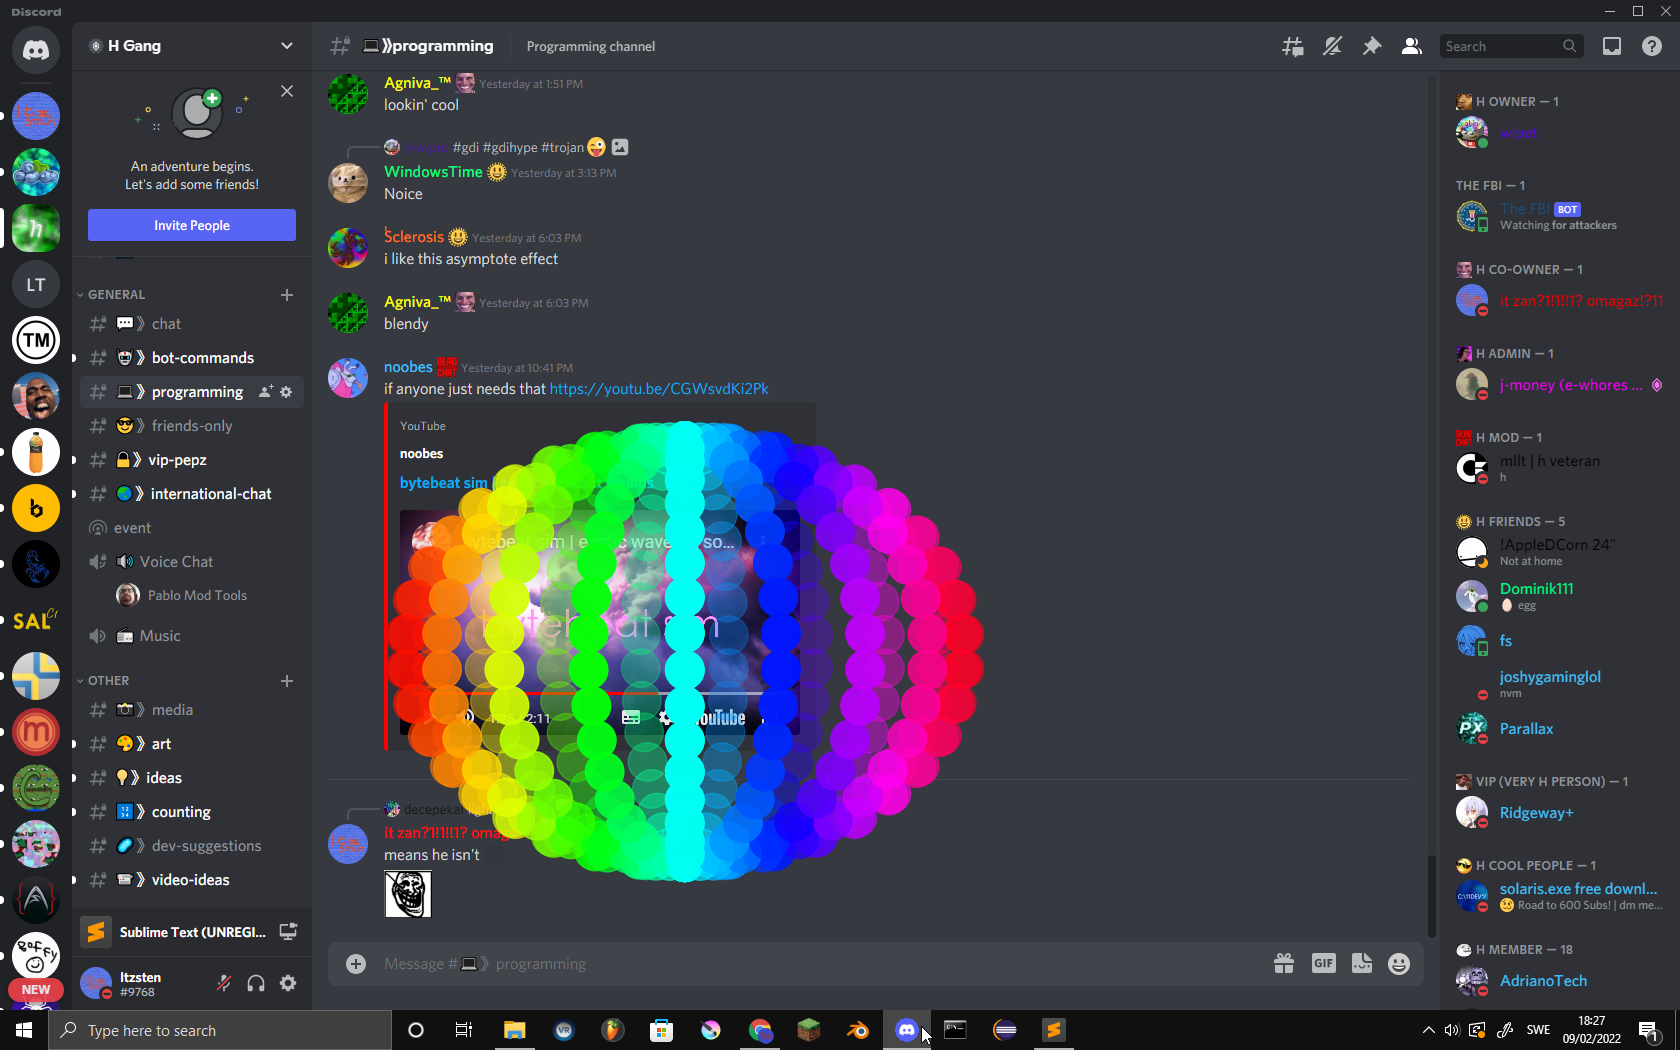 Discord
H Gang
》programming
Programming channel
Search
An adventure begins.
Let's add some friends!
Invite People
GENERAL
》 chat
》 bot-commands
》 programming
》 friends-only
》 vip-pepz
》 international-chat
event
Voice Chat
Pablo Mod Tools
Music
OTHER
》 media
》 art
》 ideas
》 counting
》 dev-suggestions
》 video-ideas
Sublime Text (UNREGI...
Itzsten
#9768
LT
TM
b
SAL C1
m
Boffy
NEW
Agniva_™ Yesterday at 1:51 PM
lookin' cool
#gdi #gdihype #trojan
WindowsTime Yesterday at 3:13 PM
Noice
Sclerosis Yesterday at 6:03 PM
i like this asymptote effect
Agniva_™ Yesterday at 6:03 PM
blendy
noobes DEAD CHAT Yesterday at 10:41 PM
if anyone just needs that https://youtu.be/CGWsvdKi2Pk
YouTube
noobes
bytebeat sim
bytebeat sim
2:11
YouTube
it zan?1!1!!1? omag
means he isn't
Message # 》 programming
GIF
H OWNER — 1
wipet
THE FBI — 1
The FBI BOT
Watching for attackers
H CO-OWNER — 1
it zan?1!1!!1? omagaz!?11
H ADMIN — 1
j-money (e-whores ...
H MOD — 1
mllt | h veteran
h
H FRIENDS — 5
!AppleDCorn 24"
Not at home
Dominik111
egg
fs
joshygaminglol
nvm
Parallax
VIP (VERY H PERSON) — 1
Ridgeway+
H COOL PEOPLE — 1
solaris.exe free downl...
Road to 600 Subs! | dm me...
H MEMBER — 18
AdrianoTech
Type here to search
SWE
18:27
09/02/2022
1